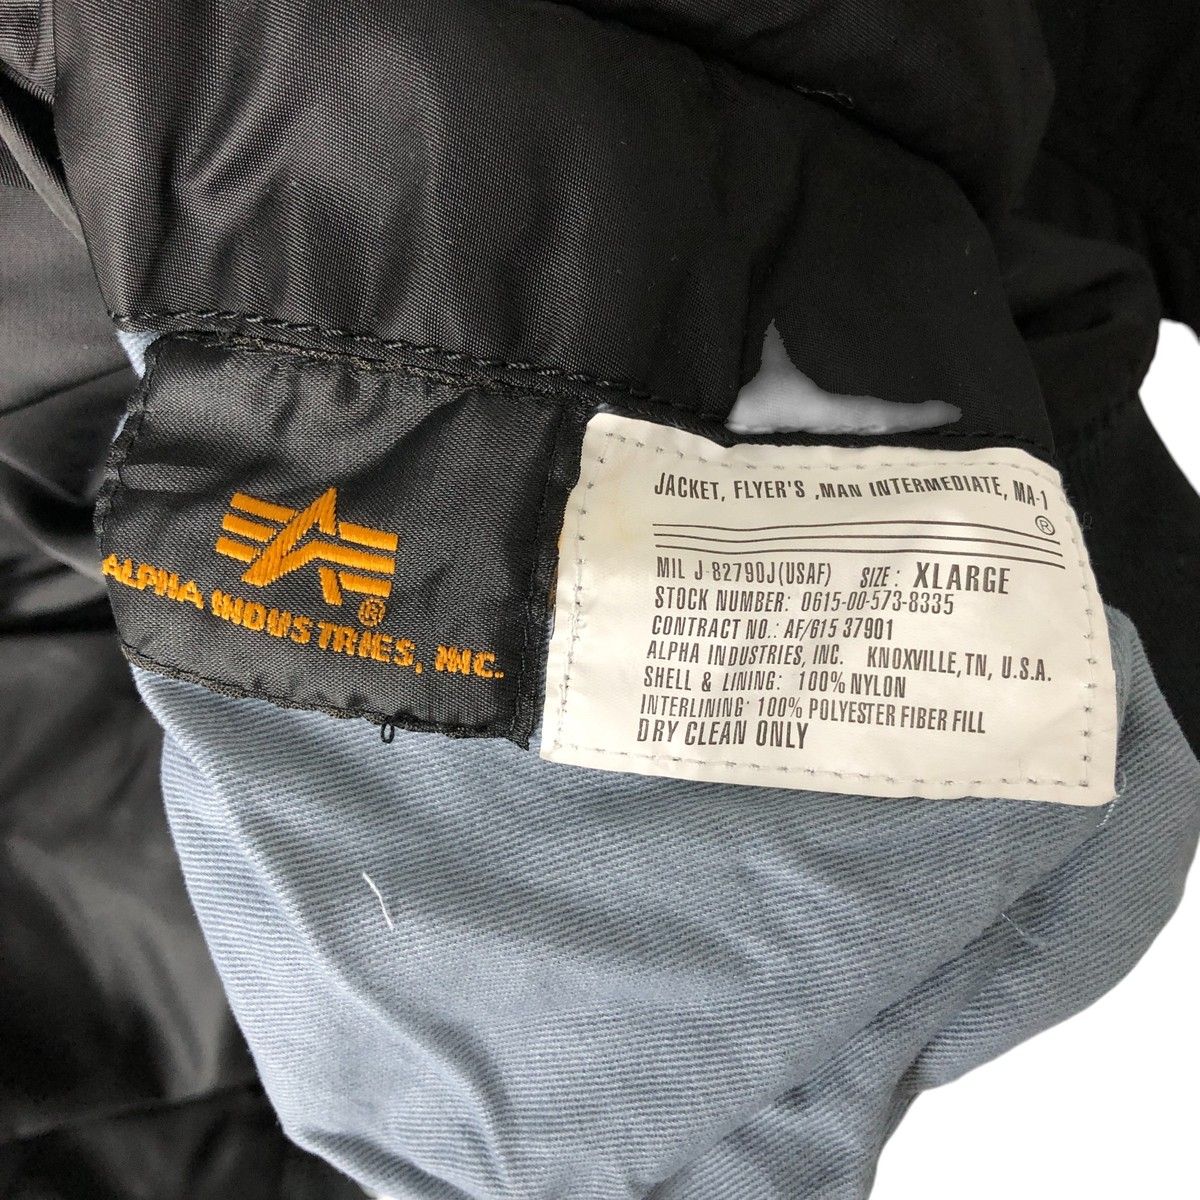 ALPHA INDUSTRIES, INC.
®
JACKET, FLYER'S ,MAN INTERMEDIATE, MA-1
®
MIL J-82790J(USAF) SIZE: XLARGE
STOCK NUMBER: 0615-00-573-8335
CONTRACT NO.: AF/615 37901
ALPHA INDUSTRIES, INC. KNOXVILLE, TN, U.S.A.
SHELL & LINING: 100% NYLON
INTERLINING: 100% POLYESTER FIBER FILL
DRY CLEAN ONLY